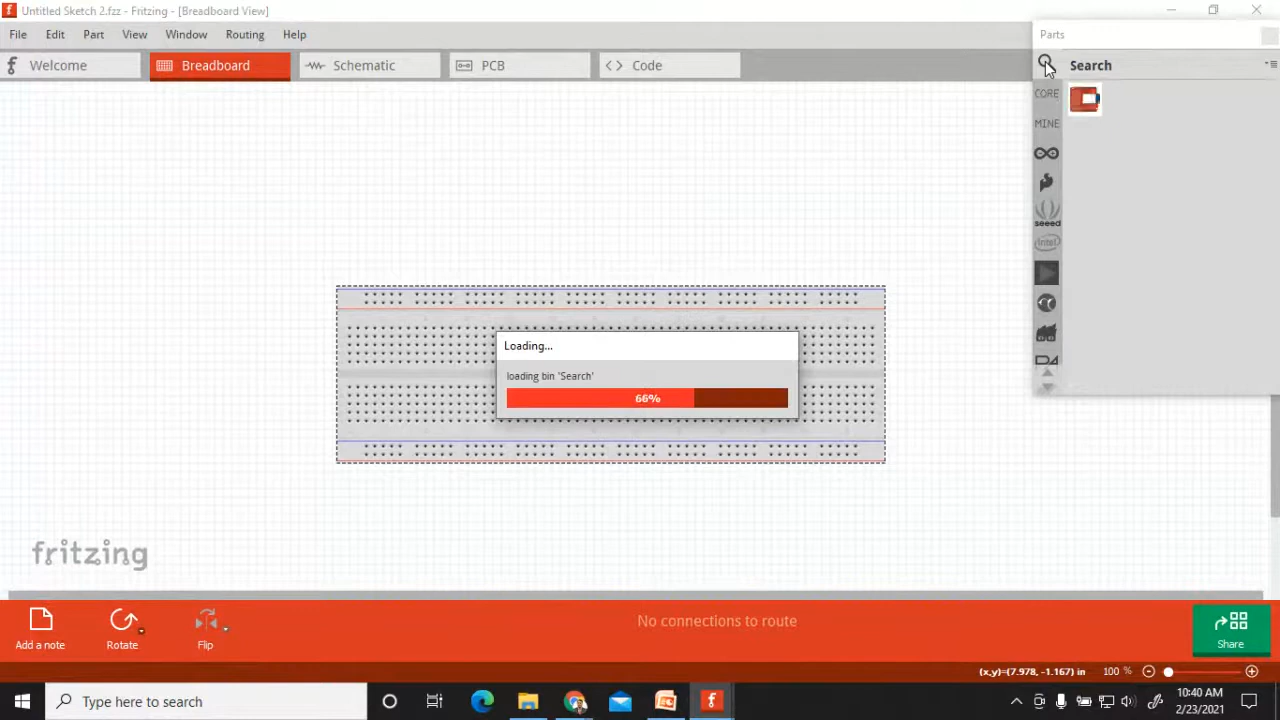 Untitled Sketch 2.fzz - Fritzing - [Breadboard View]
File Edit Part View Window Routing Help
Parts
Welcome Breadboard Schematic PCB Code
Search
CORE
MINE
seeed
intel
Loading...
loading bin 'Search'
66%
fritzing
Add a note Rotate Flip
No connections to route
Share
(x,y)=(7.978, -1.167) in 100 %
Type here to search
10:40 AM
2/23/2021